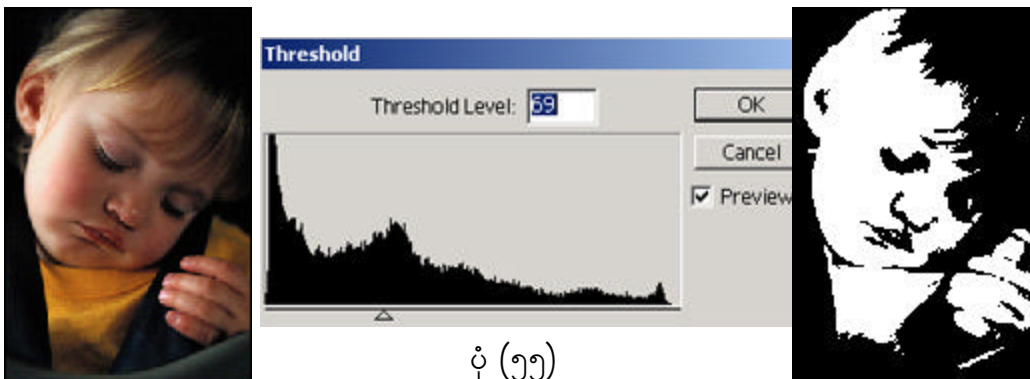 Threshold
Threshold Level: 69
OK
Cancel
Preview
ပုံ (၅၅)